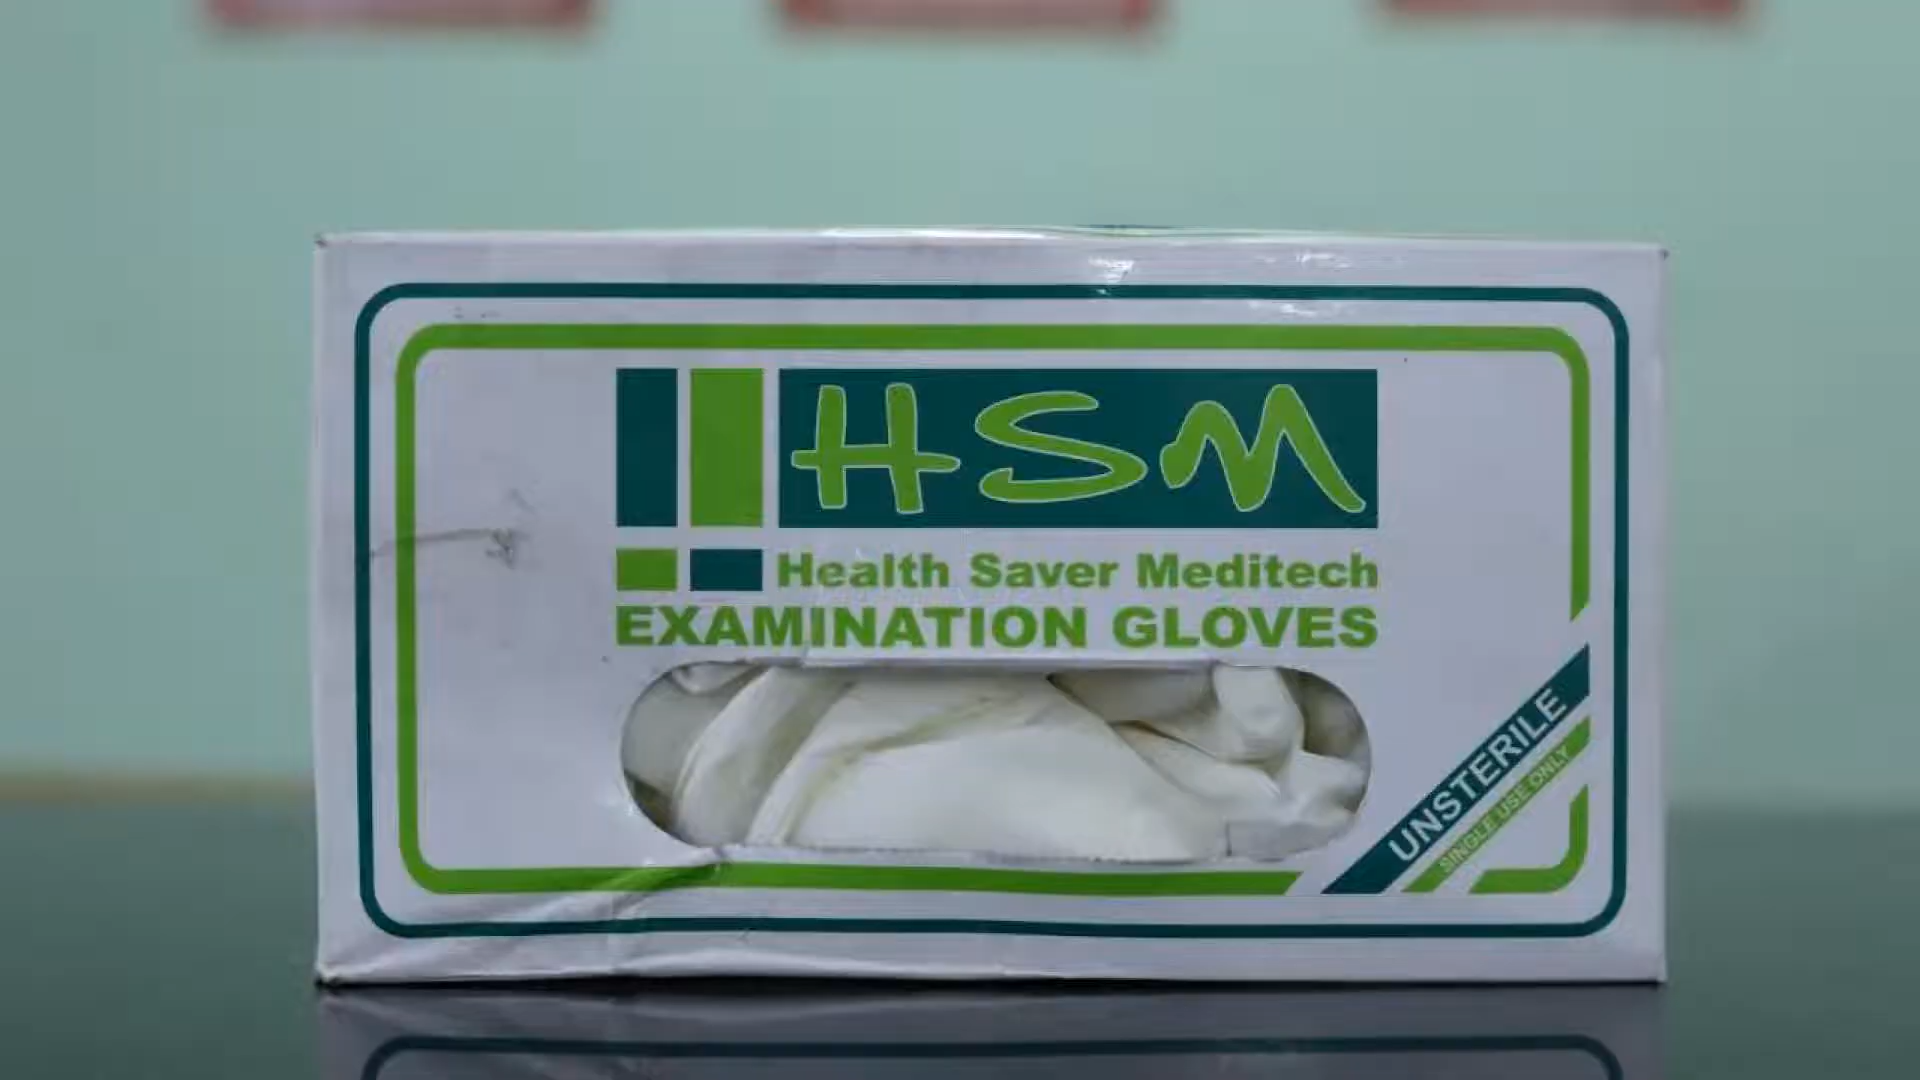 HSM
Health Saver Meditech
EXAMINATION GLOVES
UNSTERILE
SINGLE USE ONLY